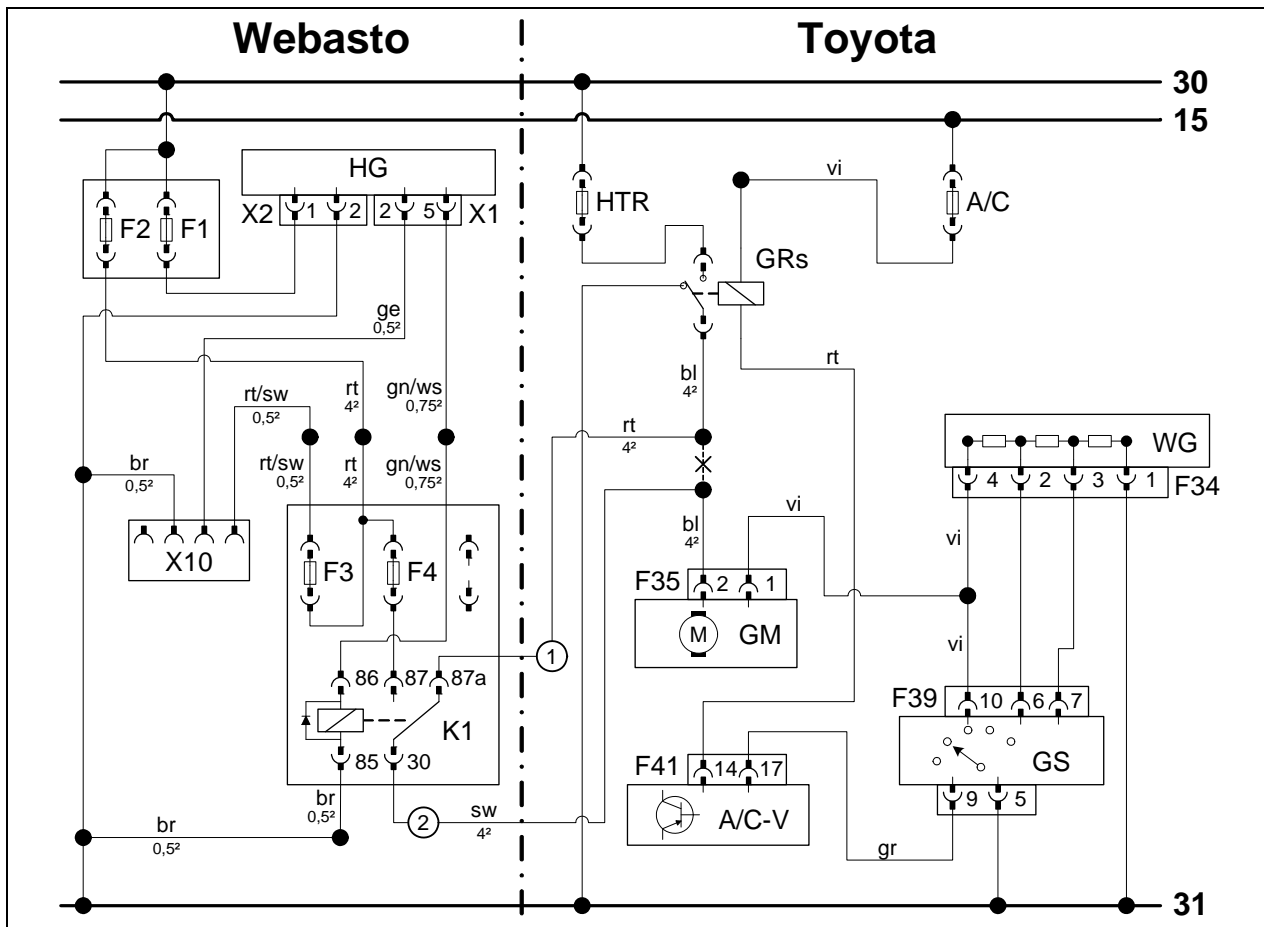 Webasto
Toyota
30
15
HG
vi
F2
F1
X2
1
2
2
5
X1
HTR
A/C
GRs
ge
0,5²
rt
bl
4²
rt/sw
0,5²
rt
4²
gn/ws
0,75²
rt
4²
WG
br
0,5²
rt/sw
0,5²
rt
4²
gn/ws
0,75²
4
2
3
1
F34
X10
F3
F4
bl
4²
vi
vi
F35
2
1
M
GM
1
vi
86
87
87a
K1
F39
10
6
7
GS
85
30
F41
14
17
9
5
br
0,5²
br
0,5²
2
sw
4²
A/C-V
gr
31